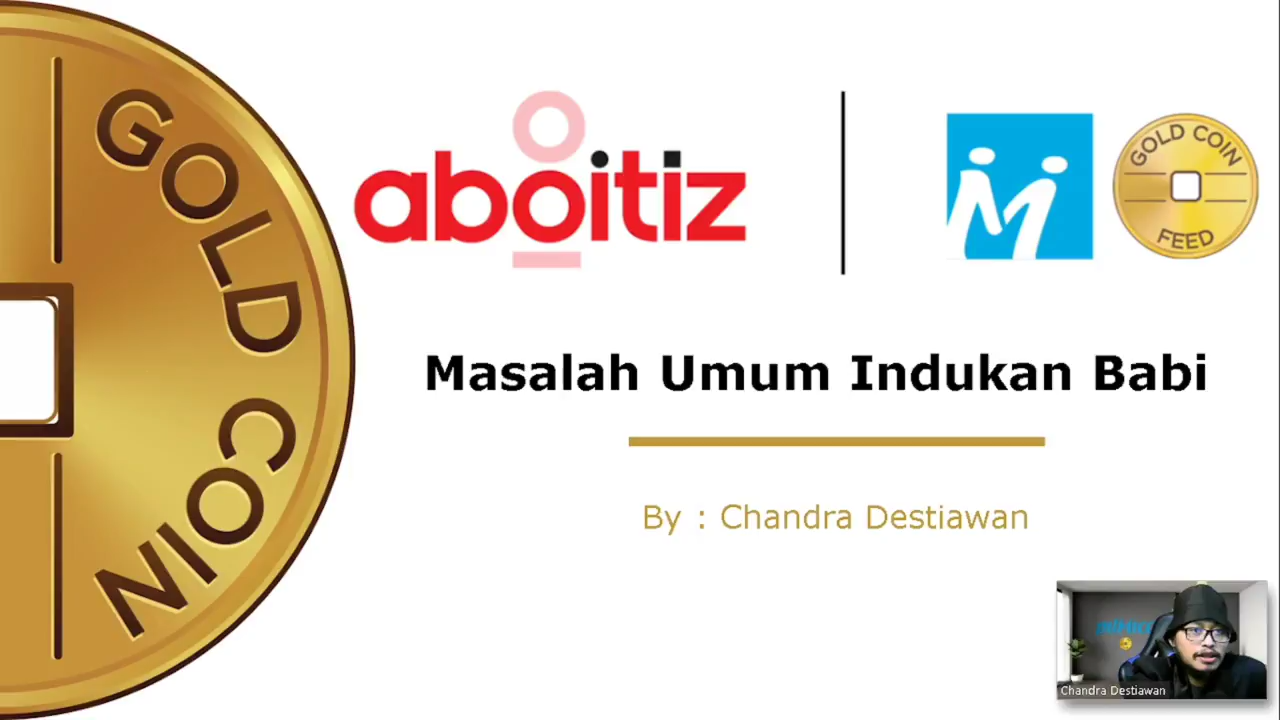 GOLD COIN
aboitiz
GOLD COIN
FEED
Masalah Umum Indukan Babi
By : Chandra Destiawan
Chandra Destiawan